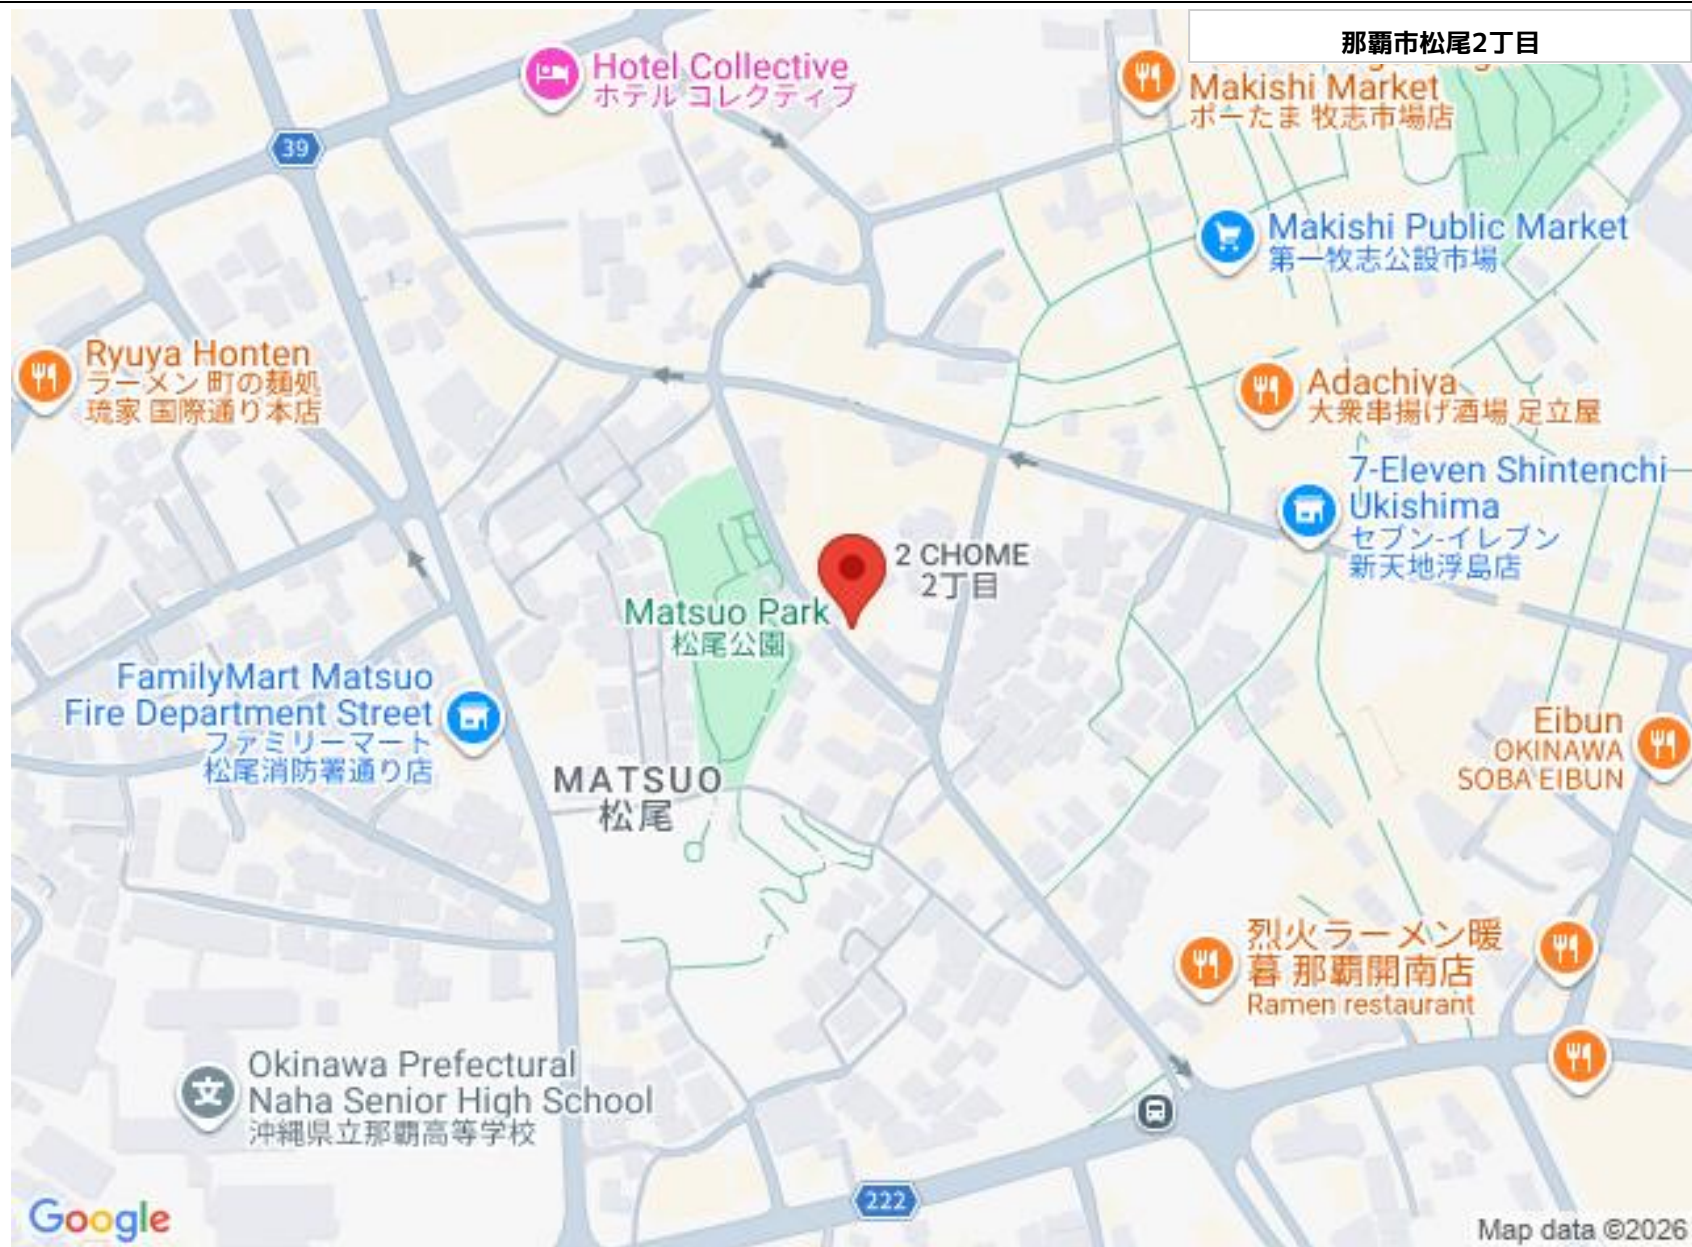 那覇市松尾2丁目
Hotel Collective
ホテル コレクティブ
Makishi Market
ポーたま 牧志市場店
39
Makishi Public Market
第一牧志公設市場
Ryuya Honten
ラーメン 町の麺処
琉家 国際通り本店
Adachiya
大衆串揚げ酒場 足立屋
7-Eleven Shintenchi
Ukishima
セブン-イレブン
新天地浮島店
2 CHOME
2丁目
Matsuo Park
松尾公園
FamilyMart Matsuo
Fire Department Street
ファミリーマート
松尾消防署通り店
Eibun
OKINAWA
SOBA EIBUN
MATSUO
松尾
烈火ラーメン暖
暮 那覇開南店
Ramen restaurant
Okinawa Prefectural
Naha Senior High School
沖縄県立那覇高等学校
文
222
Google
Map data ©2026